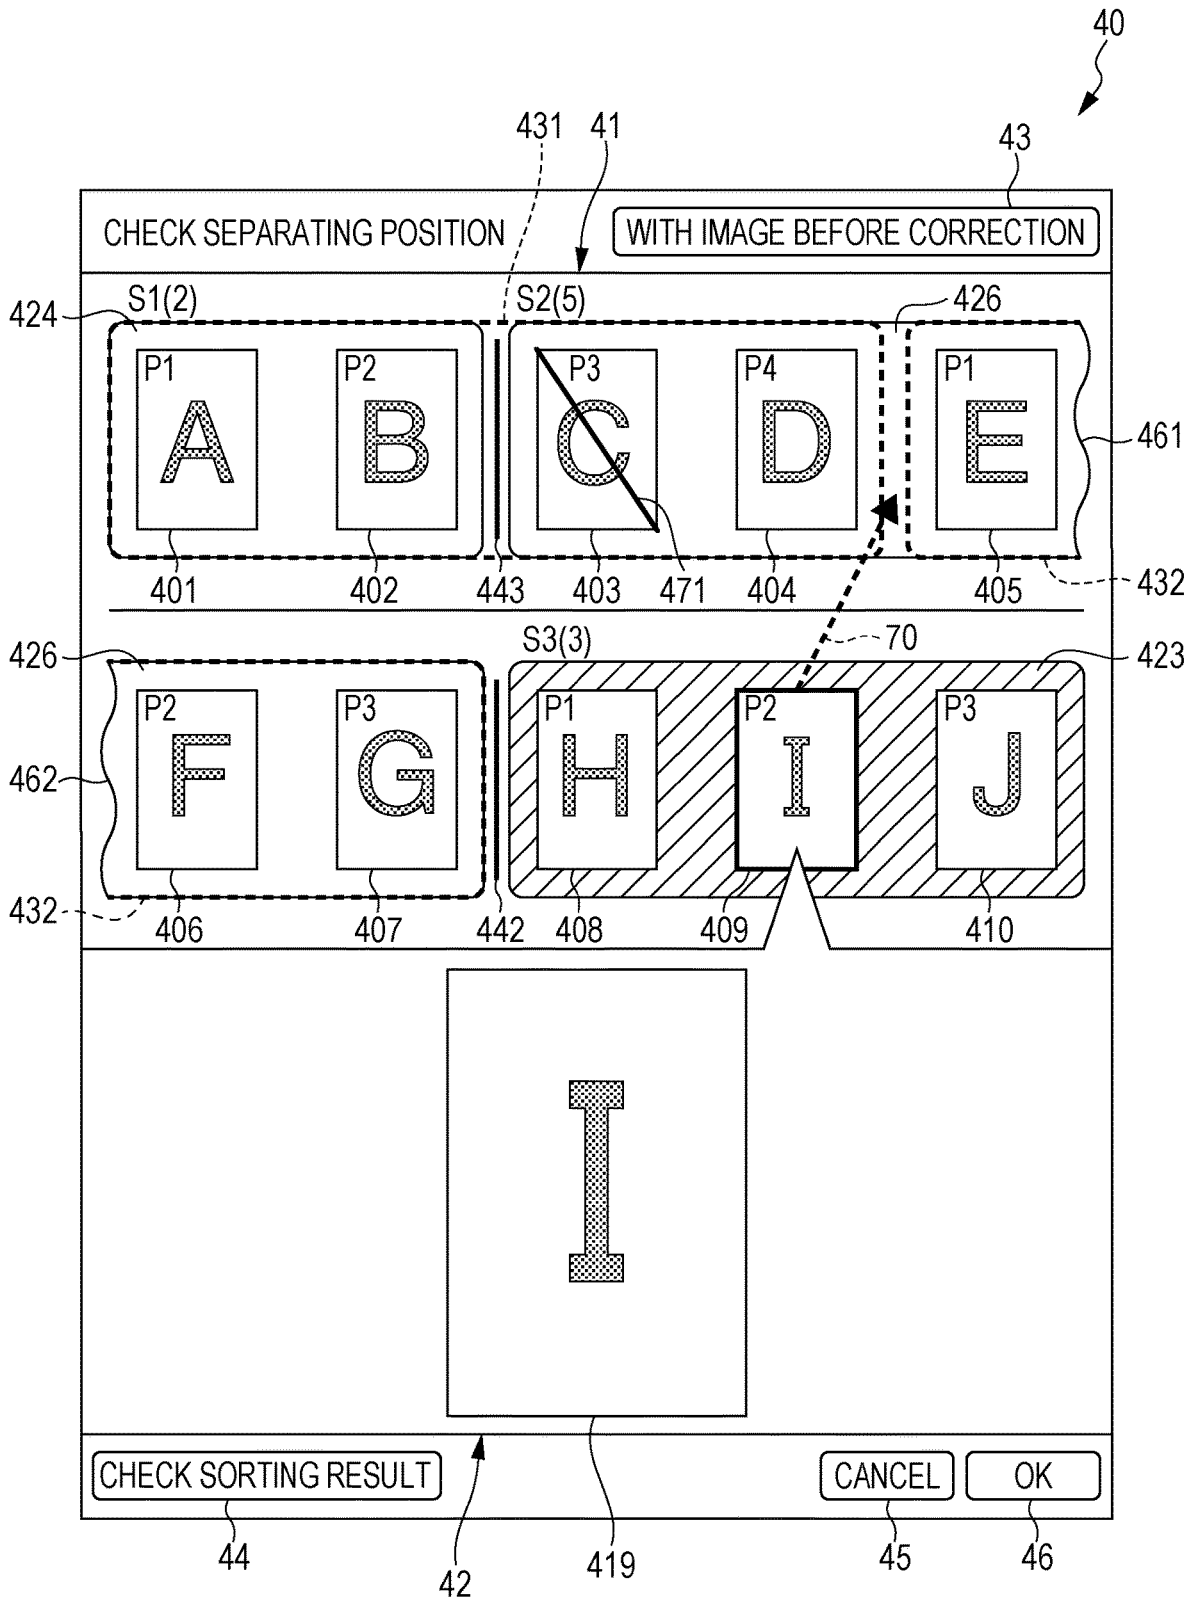 40
431 41 43
CHECK SEPARATING POSITION WITH IMAGE BEFORE CORRECTION
424 S1(2) S2(5) 426
P1 P2 P3 P4 P1
A B C D E
461
401 402 443 403 471 404 405 432
426 S3(3) 70 423
P2 P3 P1 P2 P3
F G H I J
462
432 406 407 442 408 409 410
I
CHECK SORTING RESULT CANCEL OK
44 42 419 45 46